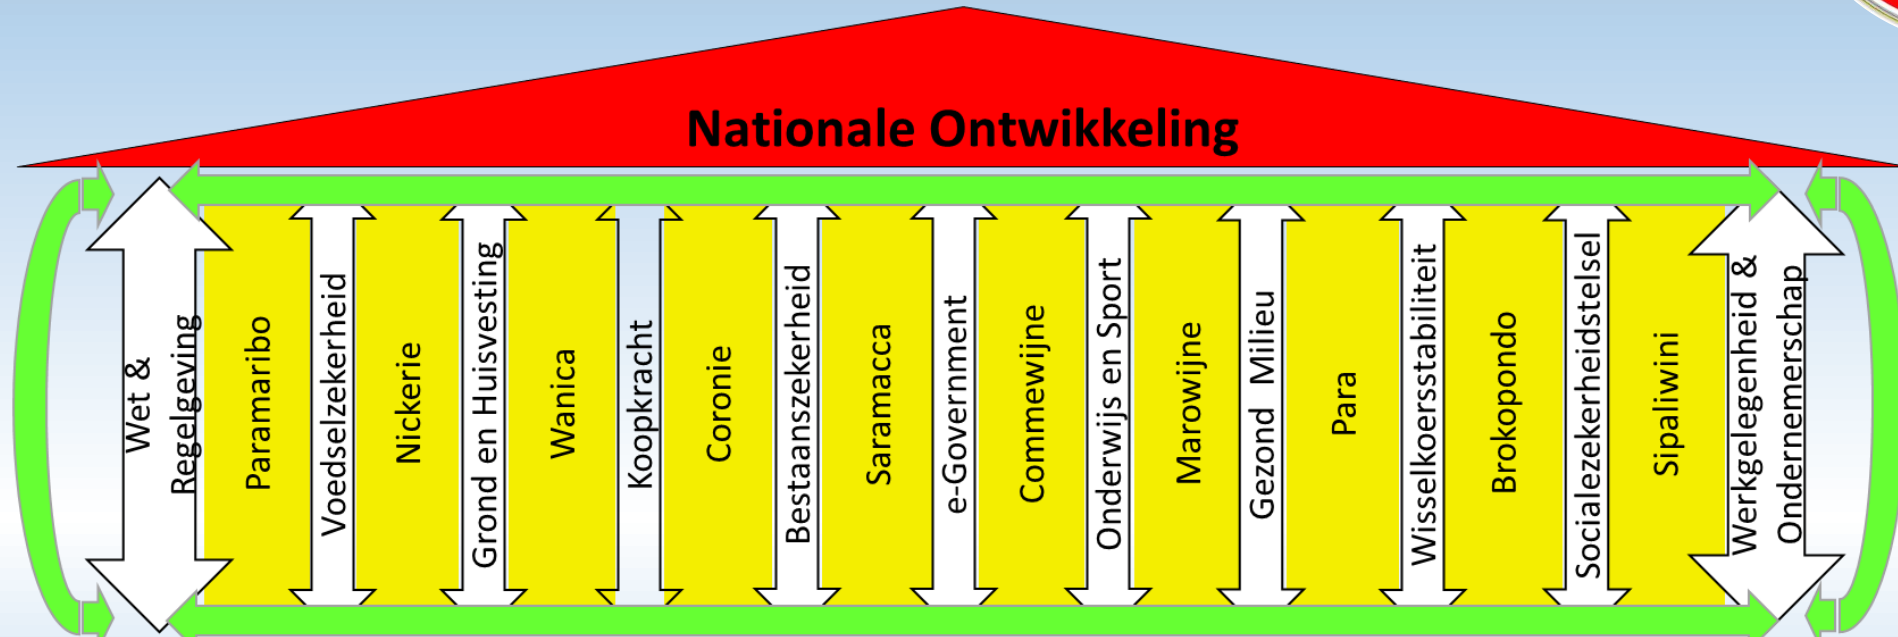 Nationale Ontwikkeling
Wet &
Regelgeving
Paramaribo
Voedselzekerheid
Nickerie
Grond en Huisvesting
Wanica
Koopkracht
Coronie
Bestaanszekerheid
Saramacca
e-Government
Commewijne
Onderwijs en Sport
Marowijne
Gezond Milieu
Para
Wisselkoersstabiliteit
Brokopondo
Socialezekerheidstelsel
Sipaliwini
Werkgelegenheid &
Ondernemerschap